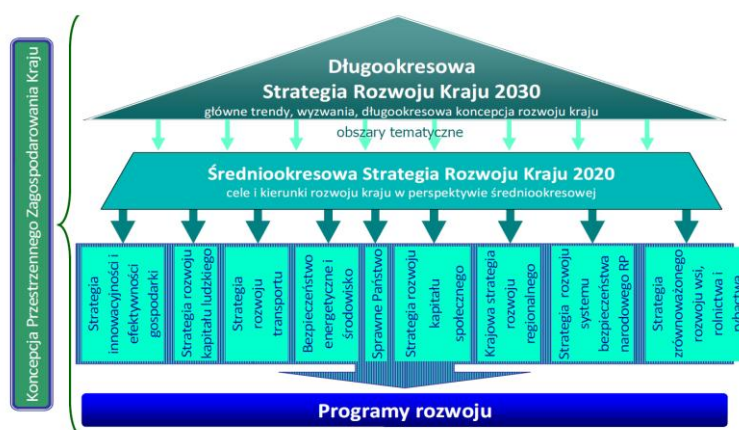 Koncepcja Przestrzennego Zagospodarowania Kraju
Długookresowa
Strategia Rozwoju Kraju 2030
główne trendy, wyzwania, długookresowa koncepcja rozwoju kraju
obszary tematyczne
Średniookresowa Strategia Rozwoju Kraju 2020
cele i kierunki rozwoju kraju w perspektywie średniookresowej
Strategia
innowacyjności i
efektywności
gospodarki
Strategia rozwoju
kapitału ludzkiego
Strategia
rozwoju
transportu
Bezpieczeństwo
energetyczne i
środowisko
Sprawne Państwo
Strategia rozwoju
kapitału
społecznego
Krajowa strategia
rozwoju
regionalnego
Strategia rozwoju
systemu
bezpieczeństwa
narodowego RP
Strategia
zrównoważonego
rozwoju wsi,
rolnictwa i
rybactwa
Programy rozwoju